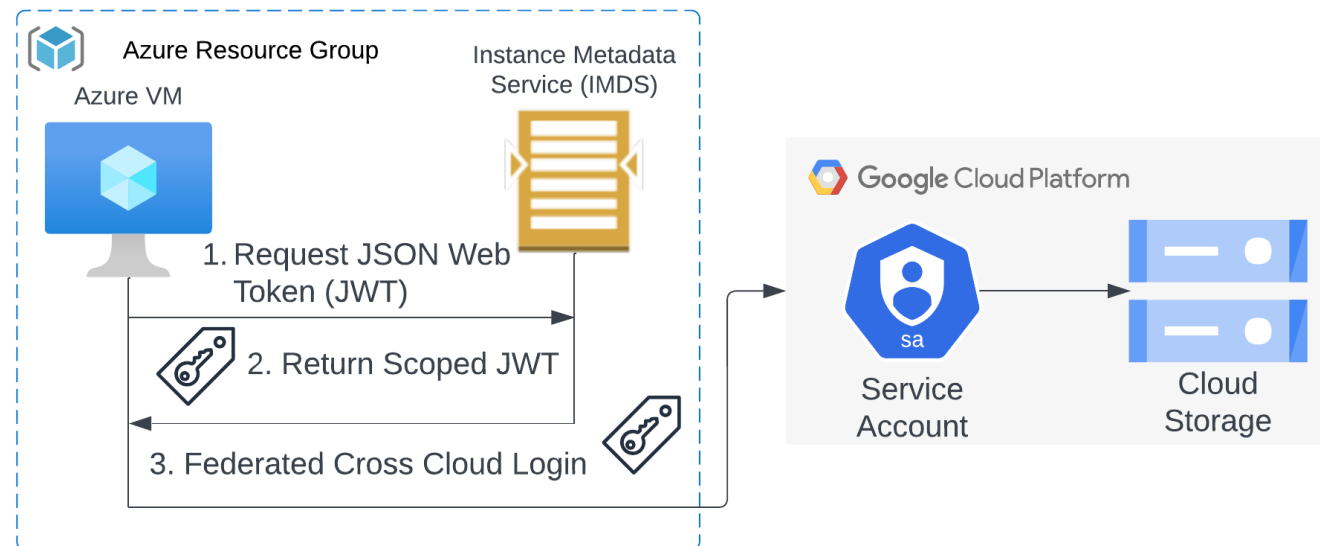 Azure Resource Group
Instance Metadata
Service (IMDS)
Azure VM
1. Request JSON Web
Token (JWT)
2. Return Scoped JWT
3. Federated Cross Cloud Login
Google Cloud Platform
sa
Service
Account
Cloud
Storage